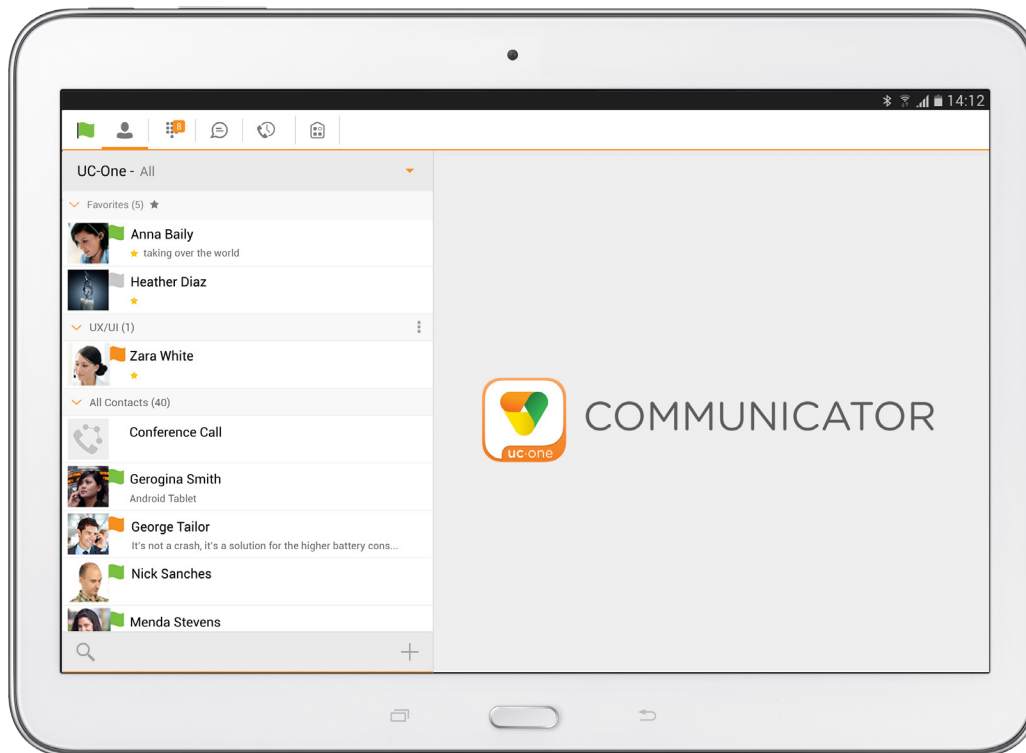 14:12
8
UC-One - All
Favorites (5)
Anna Baily
taking over the world
Heather Diaz
UX/UI (1)
Zara White
All Contacts (40)
Conference Call
Gerogina Smith
Android Tablet
George Tailor
It's not a crash, it's a solution for the higher battery cons...
Nick Sanches
Menda Stevens
COMMUNICATOR
uc·one